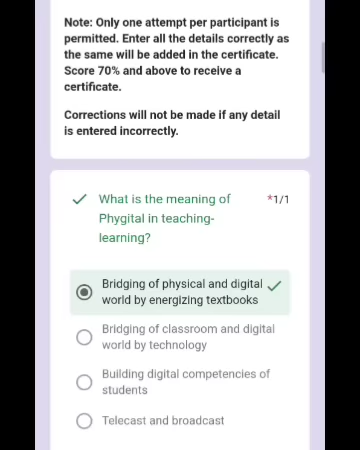 Note: Only one attempt per participant is
permitted. Enter all the details correctly as
the same will be added in the certificate.
Score 70% and above to receive a
certificate.
Corrections will not be made if any detail
is entered incorrectly.
What is the meaning of *1/1
Phygital in teaching-
learning?
Bridging of physical and digital
world by energizing textbooks
Bridging of classroom and digital
world by technology
Building digital competencies of
students
Telecast and broadcast